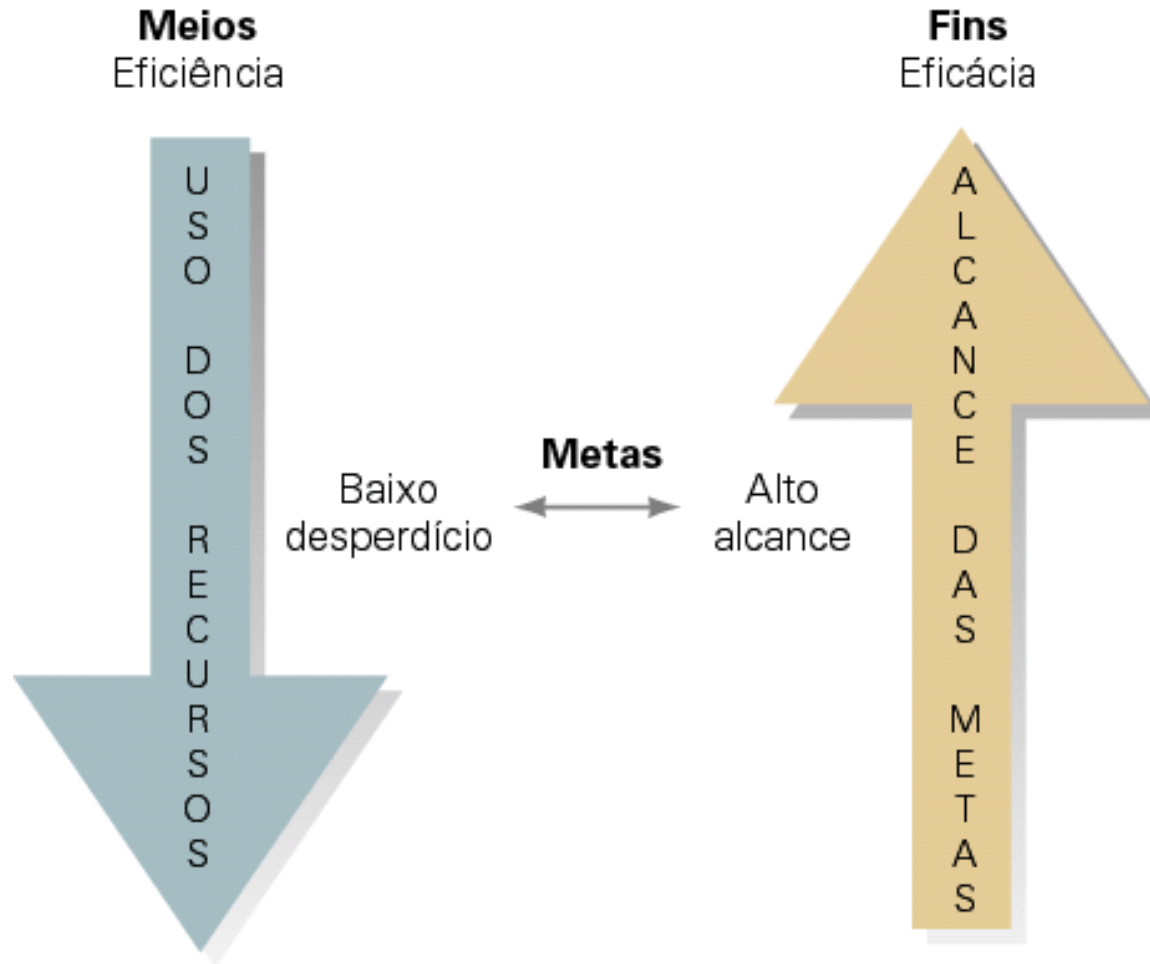 Meios
Eficiência
Fins
Eficácia
USO DOS RECURSOS
Metas
Baixo
desperdício
Alto
alcance
ALCANCE DAS METAS